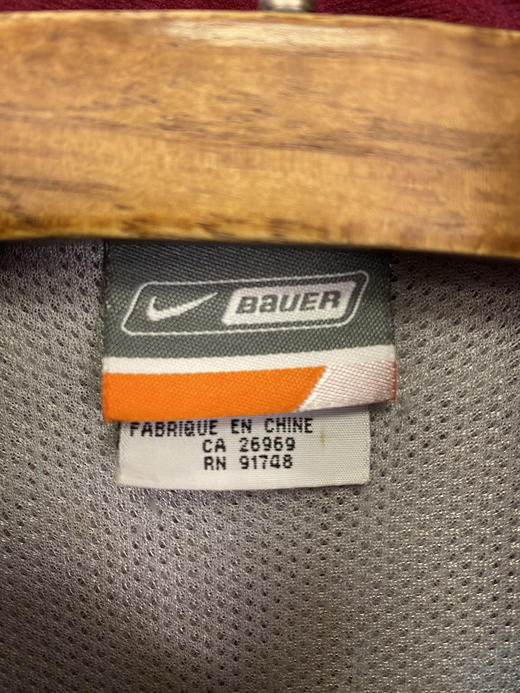 BAUER
FABRIQUE EN CHINE
CA 26969
RN 91748